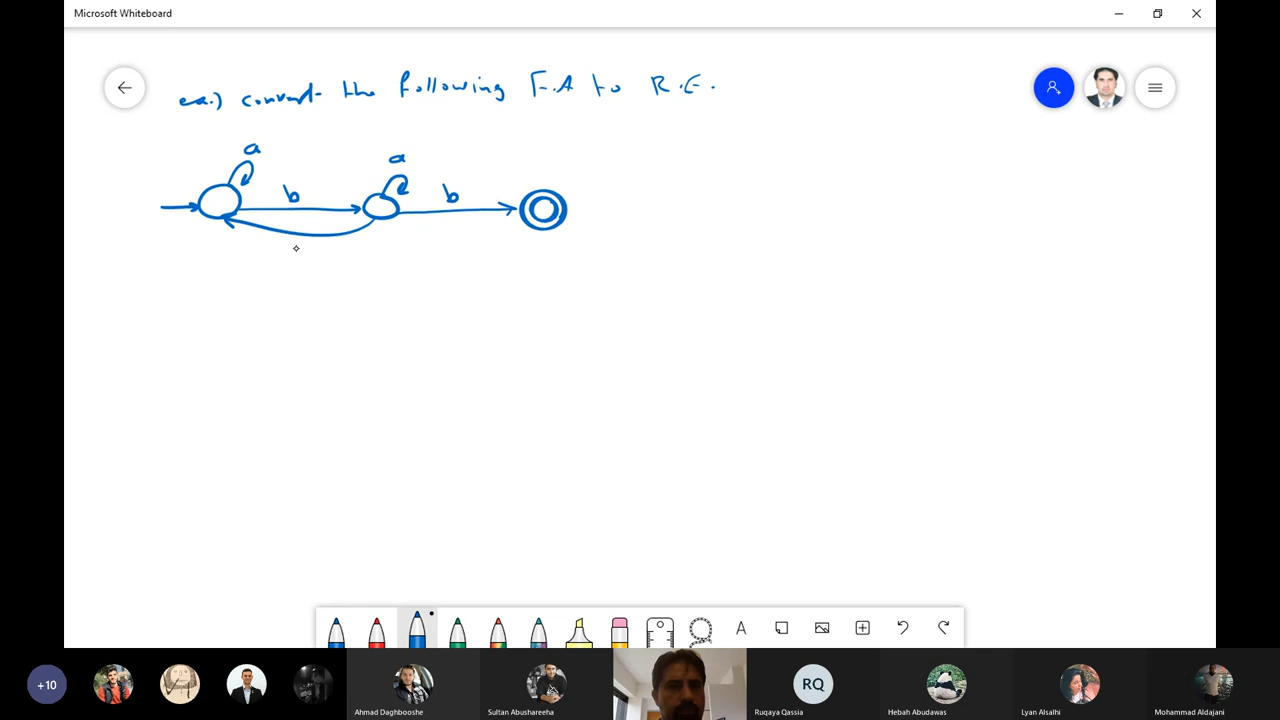 Microsoft Whiteboard
ex.) convert the following F.A to R.E.
a
a
b
b
A
+10
RQ
Ahmad Daghbooshe
Sultan Abushareeha
Ruqaya Qassia
Hebah Abudawas
Lyan Alsalhi
Mohammad Aldajani